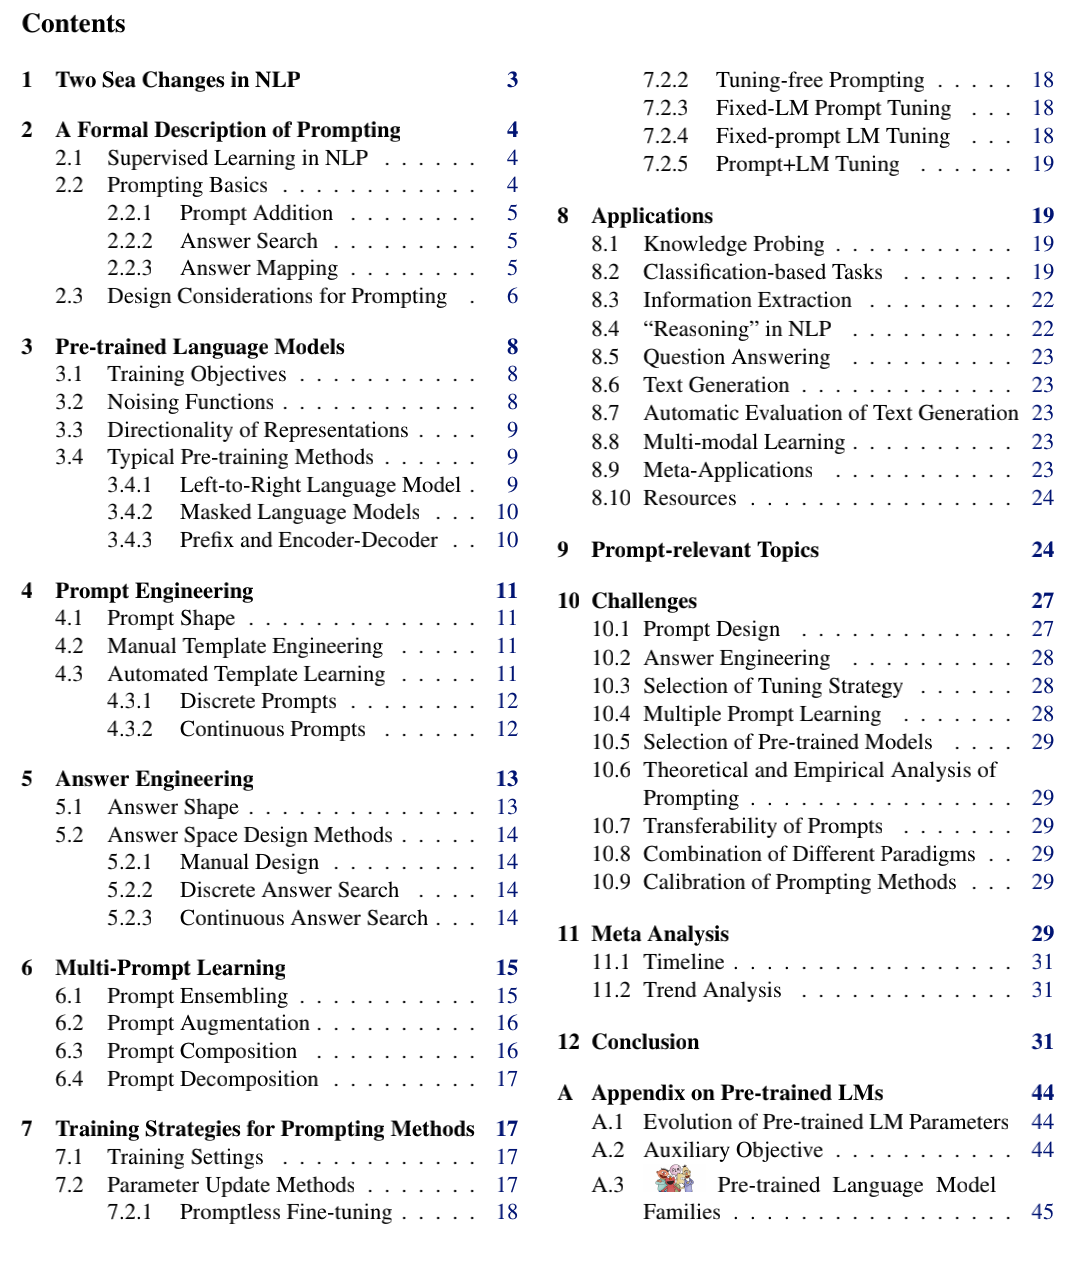 Contents
1 Two Sea Changes in NLP 3
2 A Formal Description of Prompting 4
2.1 Supervised Learning in NLP . . . . . . 4
2.2 Prompting Basics . . . . . . . . . . . . 4
2.2.1 Prompt Addition . . . . . . . . 5
2.2.2 Answer Search . . . . . . . . . 5
2.2.3 Answer Mapping . . . . . . . . 5
2.3 Design Considerations for Prompting . 6
3 Pre-trained Language Models 8
3.1 Training Objectives . . . . . . . . . . . 8
3.2 Noising Functions . . . . . . . . . . . . 8
3.3 Directionality of Representations . . . . 9
3.4 Typical Pre-training Methods . . . . . . 9
3.4.1 Left-to-Right Language Model . 9
3.4.2 Masked Language Models . . . 10
3.4.3 Prefix and Encoder-Decoder . . 10
4 Prompt Engineering 11
4.1 Prompt Shape . . . . . . . . . . . . . . 11
4.2 Manual Template Engineering . . . . . 11
4.3 Automated Template Learning . . . . . 11
4.3.1 Discrete Prompts . . . . . . . . 12
4.3.2 Continuous Prompts . . . . . . 12
5 Answer Engineering 13
5.1 Answer Shape . . . . . . . . . . . . . . 13
5.2 Answer Space Design Methods . . . . . 14
5.2.1 Manual Design . . . . . . . . . 14
5.2.2 Discrete Answer Search . . . . 14
5.2.3 Continuous Answer Search . . . 14
6 Multi-Prompt Learning 15
6.1 Prompt Ensembling . . . . . . . . . . . 15
6.2 Prompt Augmentation . . . . . . . . . . 16
6.3 Prompt Composition . . . . . . . . . . 16
6.4 Prompt Decomposition . . . . . . . . . 17
7 Training Strategies for Prompting Methods 17
7.1 Training Settings . . . . . . . . . . . . 17
7.2 Parameter Update Methods . . . . . . . 17
7.2.1 Promptless Fine-tuning . . . . . 18
7.2.2 Tuning-free Prompting . . . . . 18
7.2.3 Fixed-LM Prompt Tuning . . . 18
7.2.4 Fixed-prompt LM Tuning . . . 18
7.2.5 Prompt+LM Tuning . . . . . . 19
8 Applications 19
8.1 Knowledge Probing . . . . . . . . . . . 19
8.2 Classification-based Tasks . . . . . . . 19
8.3 Information Extraction . . . . . . . . . 22
8.4 “Reasoning” in NLP . . . . . . . . . . 22
8.5 Question Answering . . . . . . . . . . 23
8.6 Text Generation . . . . . . . . . . . . . 23
8.7 Automatic Evaluation of Text Generation 23
8.8 Multi-modal Learning . . . . . . . . . . 23
8.9 Meta-Applications . . . . . . . . . . . 23
8.10 Resources . . . . . . . . . . . . . . . . 24
9 Prompt-relevant Topics 24
10 Challenges 27
10.1 Prompt Design . . . . . . . . . . . . . 27
10.2 Answer Engineering . . . . . . . . . . 28
10.3 Selection of Tuning Strategy . . . . . . 28
10.4 Multiple Prompt Learning . . . . . . . 28
10.5 Selection of Pre-trained Models . . . . 29
10.6 Theoretical and Empirical Analysis of
Prompting . . . . . . . . . . . . . . . . 29
10.7 Transferability of Prompts . . . . . . . 29
10.8 Combination of Different Paradigms . . 29
10.9 Calibration of Prompting Methods . . . 29
11 Meta Analysis 29
11.1 Timeline . . . . . . . . . . . . . . . . . 31
11.2 Trend Analysis . . . . . . . . . . . . . 31
12 Conclusion 31
A Appendix on Pre-trained LMs 44
A.1 Evolution of Pre-trained LM Parameters 44
A.2 Auxiliary Objective . . . . . . . . . . . 44
A.3 Pre-trained Language Model
Families . . . . . . . . . . . . . . . . . 45